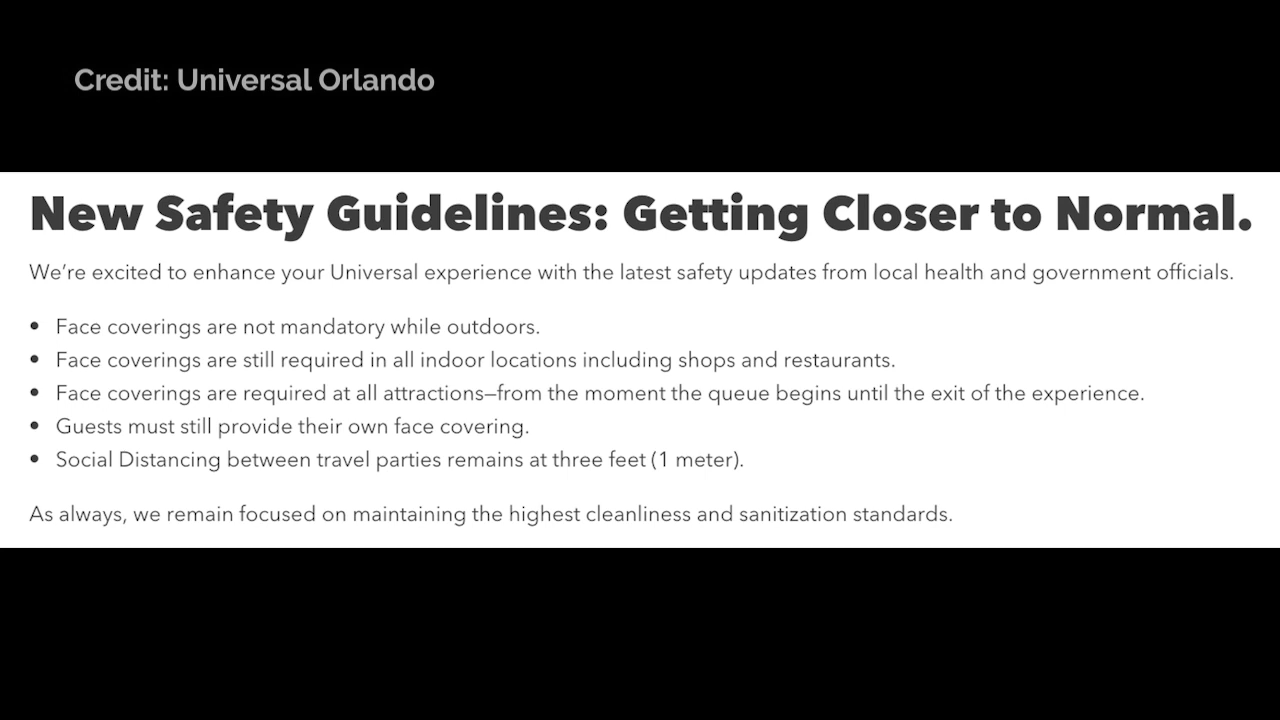 Credit: Universal Orlando
New Safety Guidelines: Getting Closer to Normal.
We're excited to enhance your Universal experience with the latest safety updates from local health and government officials.
• Face coverings are not mandatory while outdoors.
• Face coverings are still required in all indoor locations including shops and restaurants.
• Face coverings are required at all attractions—from the moment the queue begins until the exit of the experience.
• Guests must still provide their own face covering.
• Social Distancing between travel parties remains at three feet (1 meter).
As always, we remain focused on maintaining the highest cleanliness and sanitization standards.